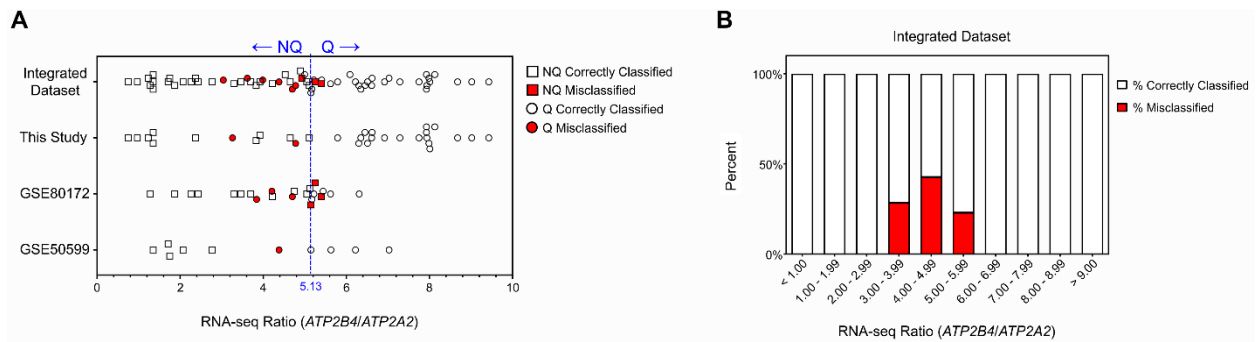 A
← NQ Q →
Integrated
Dataset
This Study
GSE80172
GSE50599
0 2 4 5.13 6 8 10
RNA-seq Ratio (ATP2B4/ATP2A2)
NQ Correctly Classified
NQ Misclassified
Q Correctly Classified
Q Misclassified
B
Integrated Dataset
100%
50%
0%
Percent
< 1.00
1.00 - 1.99
2.00 - 2.99
3.00 - 3.99
4.00 - 4.99
5.00 - 5.99
6.00 - 6.99
7.00 - 7.99
8.00 - 8.99
> 9.00
RNA-seq Ratio (ATP2B4/ATP2A2)
% Correctly Classified
% Misclassified